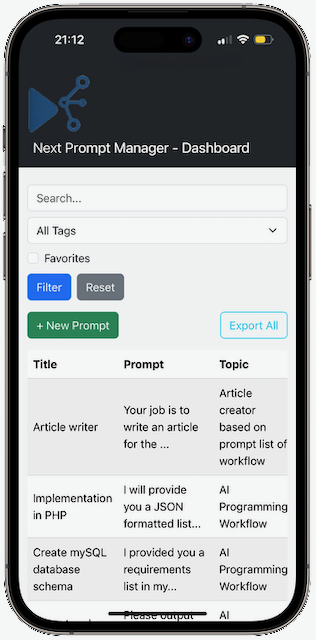 21:12
Next Prompt Manager - Dashboard
Search...
All Tags
Favorites
Filter Reset
+ New Prompt Export All
Title Prompt Topic
Article
Your job is to creator
Article writer write an article based on
for the ... prompt list of
workflow
I will provide AI
Implementation you a JSON Programming
in PHP formatted list... Workflow
Create mySQL I provided you a AI
database requirements Programming
schema list in my... Workflow
Please output AI